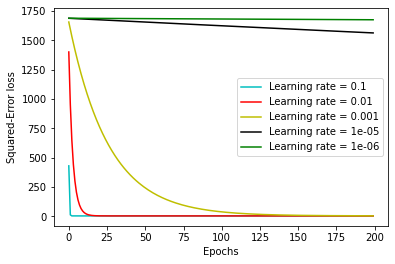 1750
1500
1250
1000
750
500
250
0
Squared-Error loss
Learning rate = 0.1
Learning rate = 0.01
Learning rate = 0.001
Learning rate = 1e-05
Learning rate = 1e-06
0 25 50 75 100 125 150 175 200
Epochs